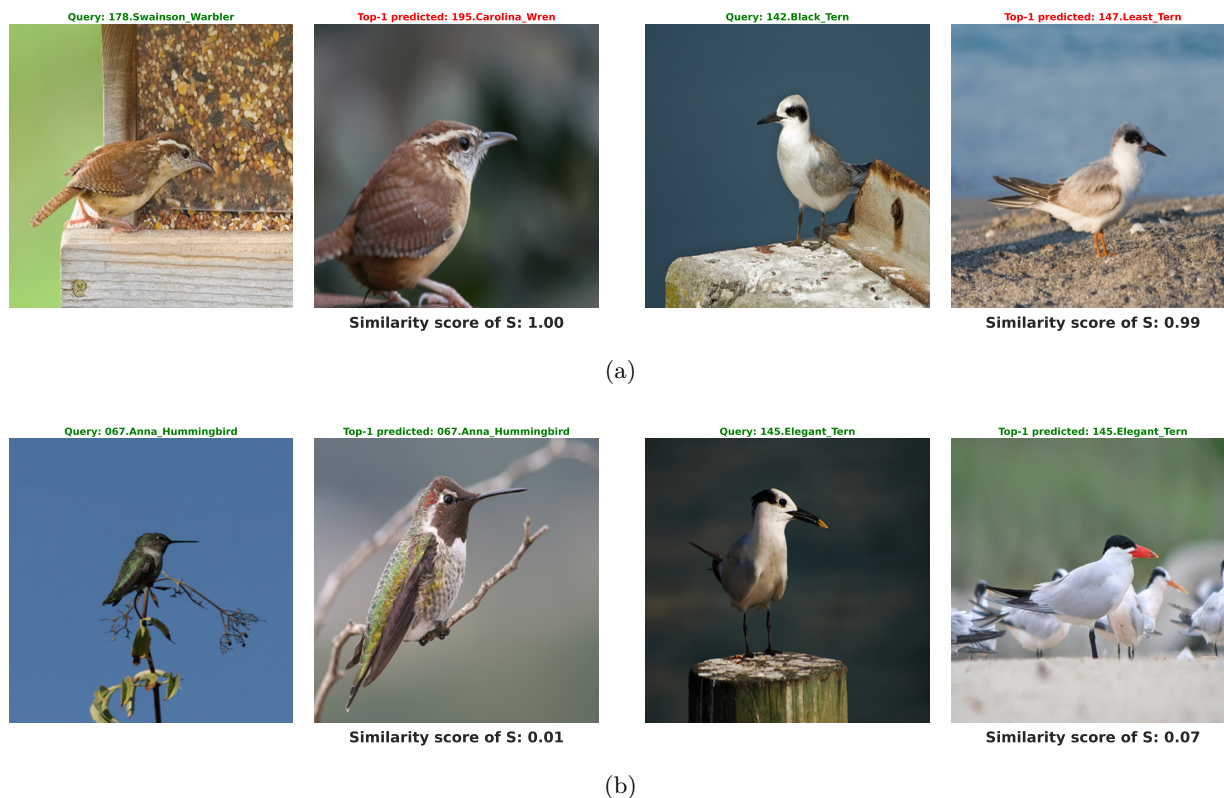 Query: 178.Swainson_Warbler
Top-1 predicted: 195.Carolina_Wren
Query: 142.Black_Tern
Top-1 predicted: 147.Least_Tern
Similarity score of S: 1.00
Similarity score of S: 0.99
(a)
Query: 067.Anna_Hummingbird
Top-1 predicted: 067.Anna_Hummingbird
Query: 145.Elegant_Tern
Top-1 predicted: 145.Elegant_Tern
Similarity score of S: 0.01
Similarity score of S: 0.07
(b)